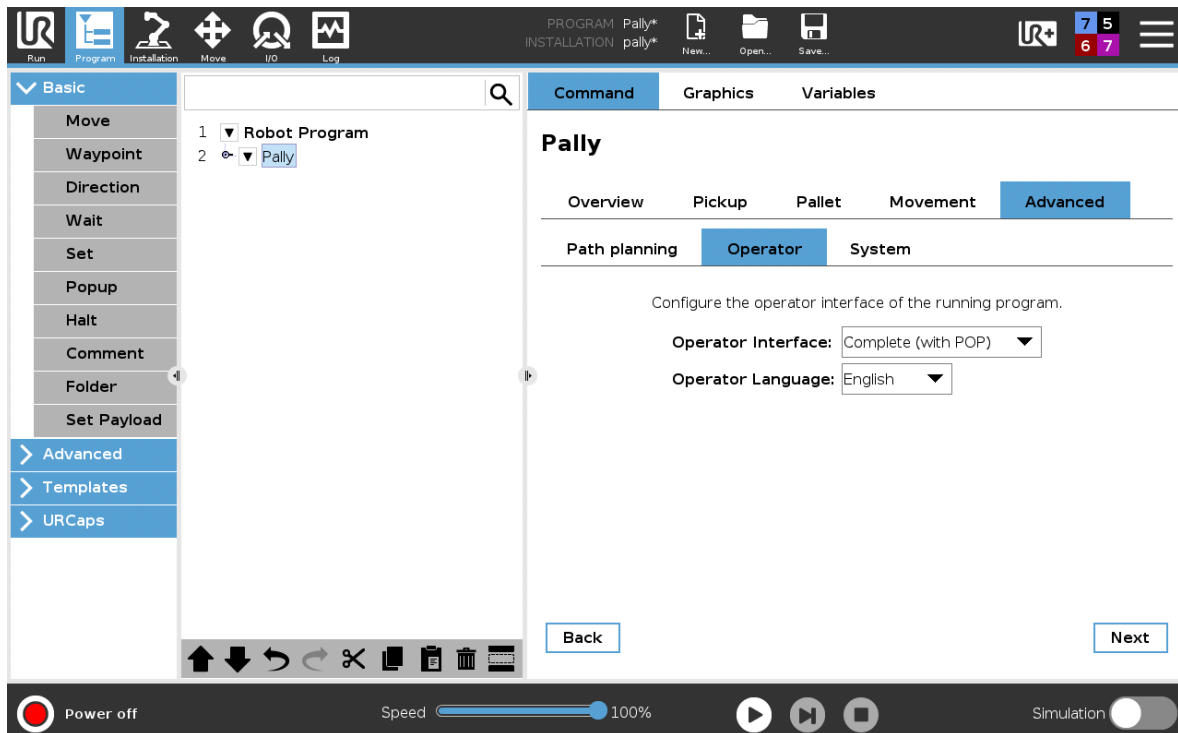 PROGRAM Pally*
INSTALLATION pally*
UR+
7 5
6 7
Run
Program
Installation
Move
I/O
Log
New...
Open...
Save...
Basic
Move
Waypoint
Direction
Wait
Set
Popup
Halt
Comment
Folder
Set Payload
Advanced
Templates
URCaps
1 Robot Program
2 Pally
Command Graphics Variables
Pally
Overview Pickup Pallet Movement Advanced
Path planning Operator System
Configure the operator interface of the running program.
Operator Interface: Complete (with POP)
Operator Language: English
Back Next
Power off
Speed 100%
Simulation